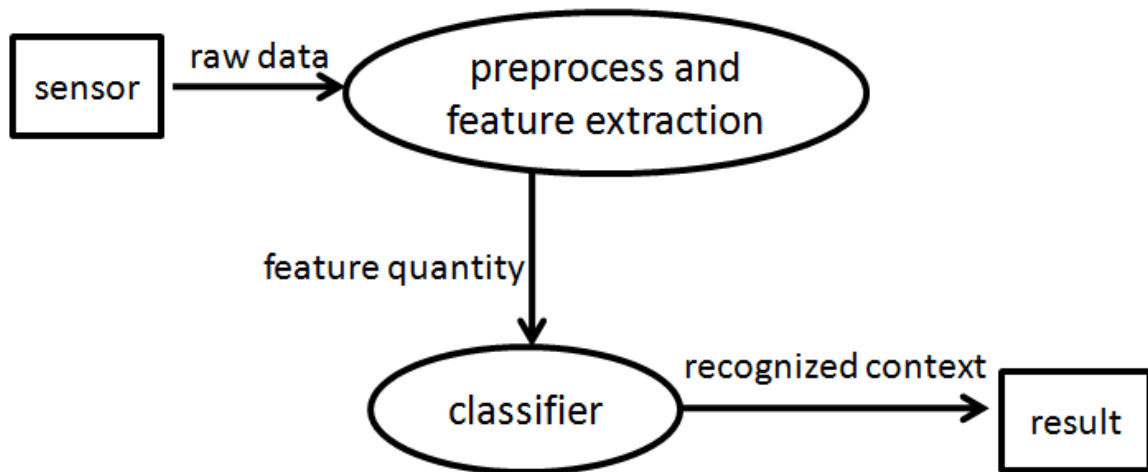 sensor
raw data
preprocess and
feature extraction
feature quantity
classifier
recognized context
result